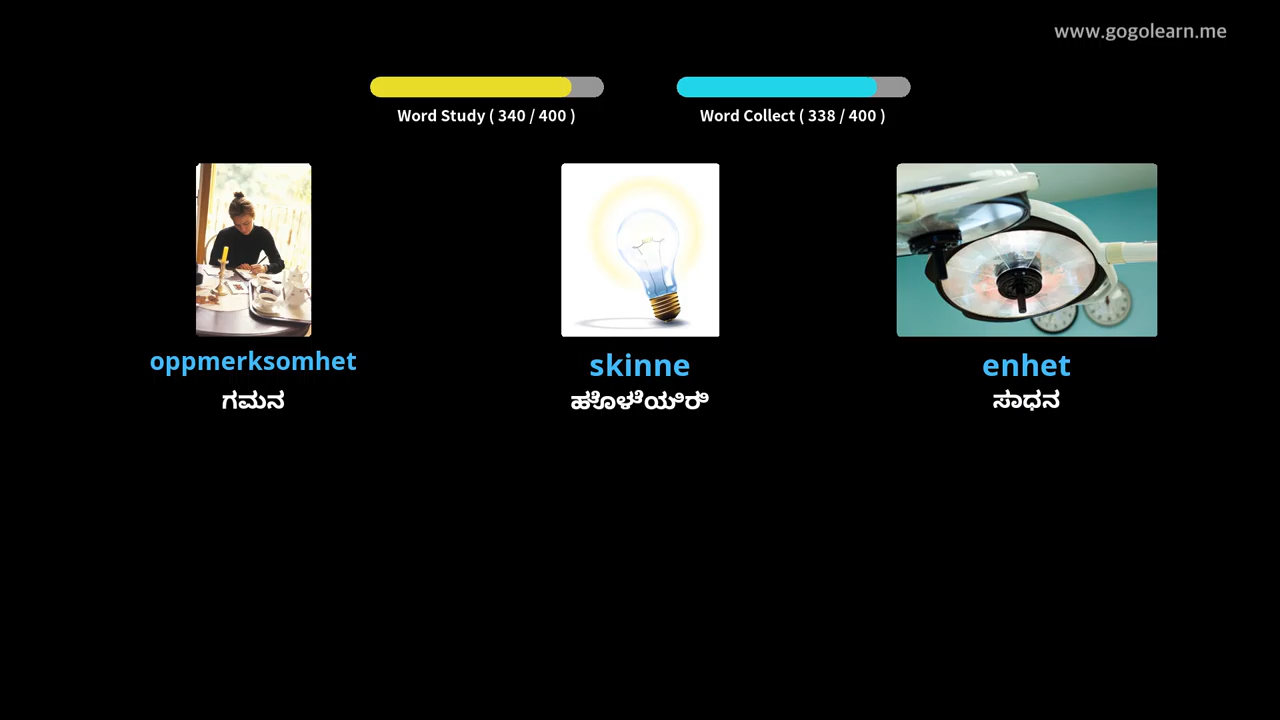 www.gogolearn.me
Word Study ( 340 / 400 )
Word Collect ( 338 / 400 )
oppmerksomhet
skinne
enhet
ಗಮನ
ಹೊಳೆಯಿರಿ
ಸಾಧನ